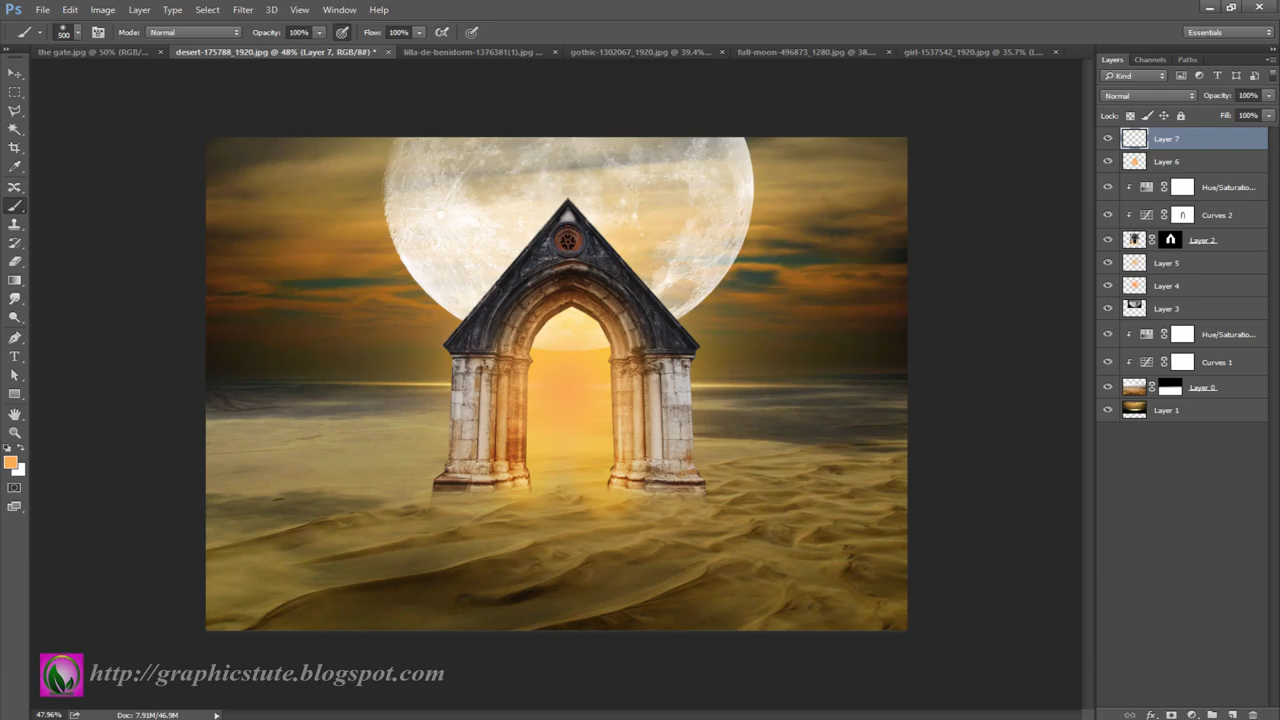 Ps File Edit Image Layer Type Select Filter 3D View Window Help
500 Mode: Normal Opacity: 100% Flow: 100% Essentials
the gate.jpg @ 50% (RGB/... × desert-175788_1920.jpg @ 48% (Layer 7, RGB/8#) * × lilla-de-benidorm-1376381(1).jpg ... × gothic-1302067_1920.jpg @ 39.4%... × full-moon-496873_1280.jpg @ 38.... × girl-1537542_1920.jpg @ 35.7% (L... ×
Layers Channels Paths
Kind
Normal Opacity: 100%
Lock: Fill: 100%
Layer 7
Layer 6
Hue/Saturatio...
Curves 2
Layer 2
Layer 5
Layer 4
Layer 3
Hue/Saturatio...
Curves 1
Layer 0
Layer 1
http://graphicstute.blogspot.com
47.96% Doc: 7.91M/46.9M
fx